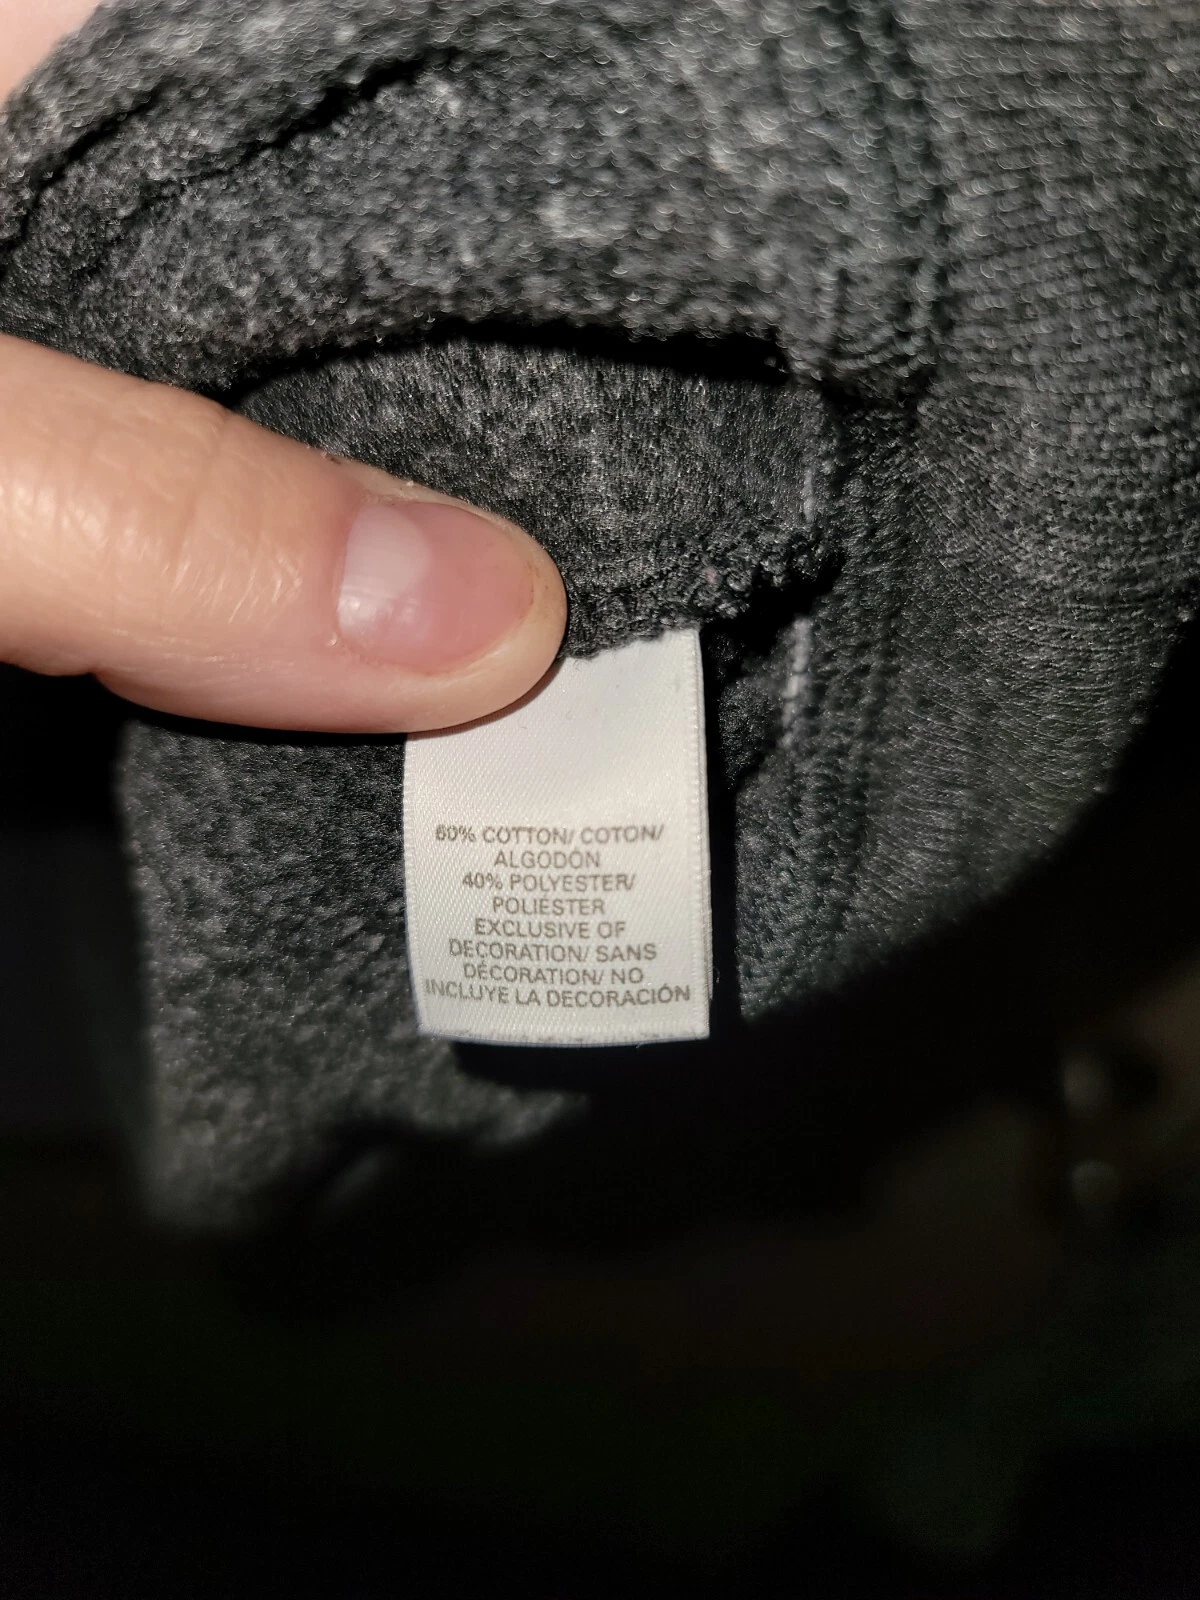 60% COTTON/ COTON/
ALGODÓN
40% POLYESTER/
POLIÉSTER
EXCLUSIVE OF
DECORATION/ SANS
DÉCORATION/ NO
INCLUYE LA DECORACIÓN